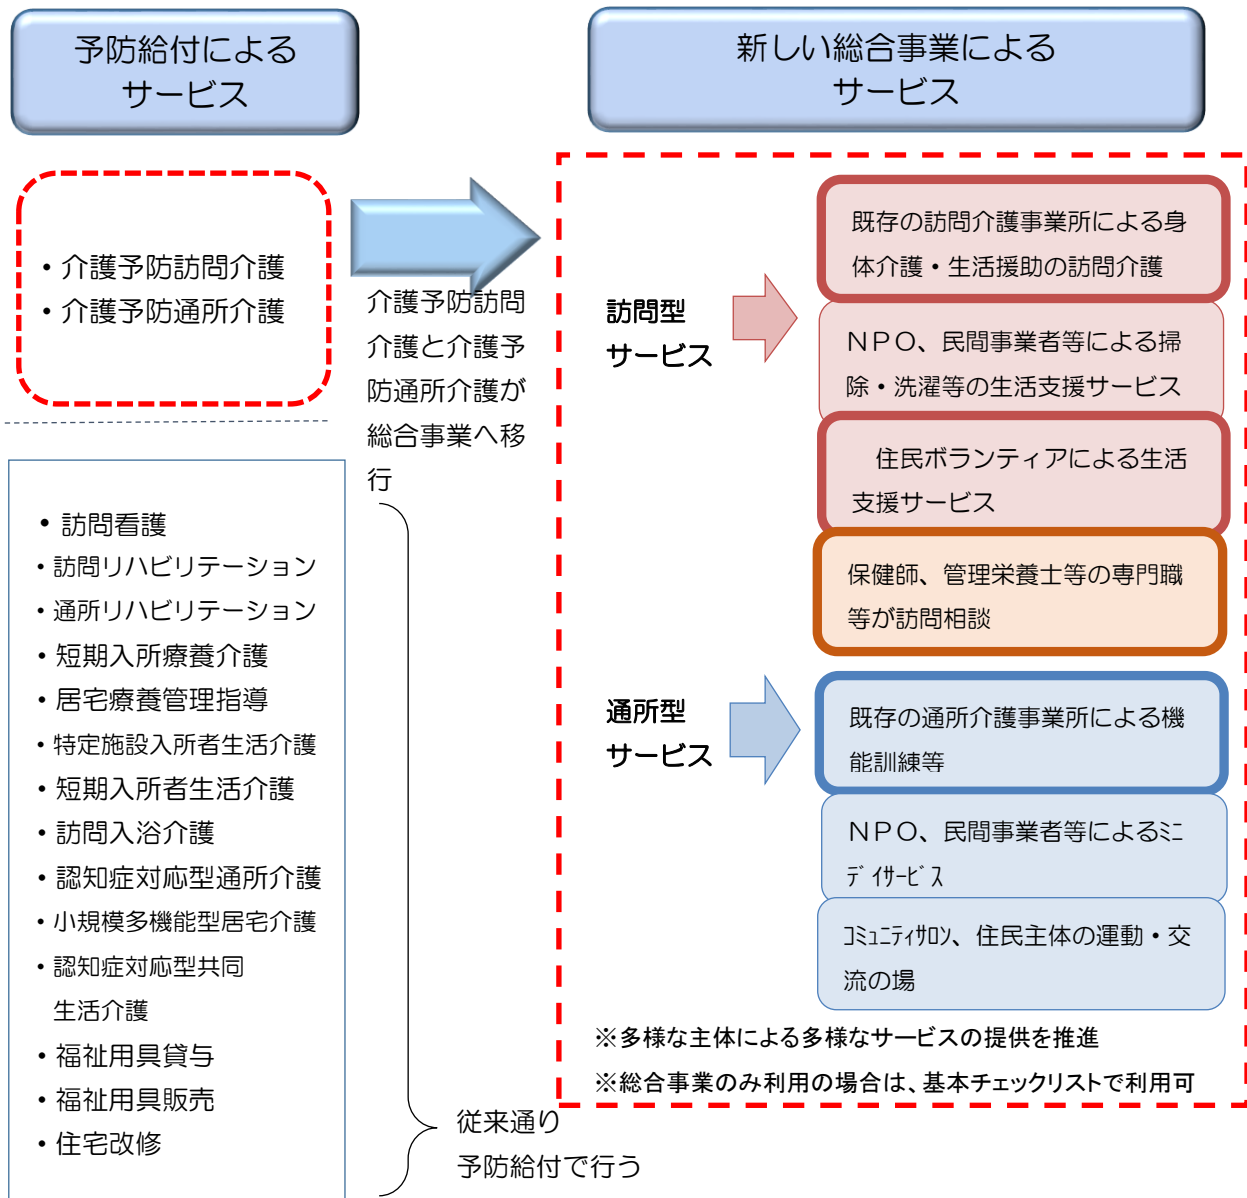 予防給付による
サービス
新しい総合事業による
サービス
・介護予防訪問介護
・介護予防通所介護
介護予防訪問
介護と介護予
防通所介護が
総合事業へ移
行
・訪問看護
・訪問リハビリテーション
・通所リハビリテーション
・短期入所療養介護
・居宅療養管理指導
・特定施設入所者生活介護
・短期入所者生活介護
・訪問入浴介護
・認知症対応型通所介護
・小規模多機能型居宅介護
・認知症対応型共同
生活介護
・福祉用具貸与
・福祉用具販売
・住宅改修
従来通り
予防給付で行う
訪問型
サービス
既存の訪問介護事業所による身
体介護・生活援助の訪問介護
ＮＰＯ、民間事業者等による掃
除・洗濯等の生活支援サービス
住民ボランティアによる生活
支援サービス
保健師、管理栄養士等の専門職
等が訪問相談
通所型
サービス
既存の通所介護事業所による機
能訓練等
ＮＰＯ、民間事業者等によるﾐﾆ
ﾃﾞｲｻｰﾋﾞｽ
ｺﾐｭﾆﾃｨｻﾛﾝ、住民主体の運動・交
流の場
※多様な主体による多様なサービスの提供を推進
※総合事業のみ利用の場合は、基本チェックリストで利用可